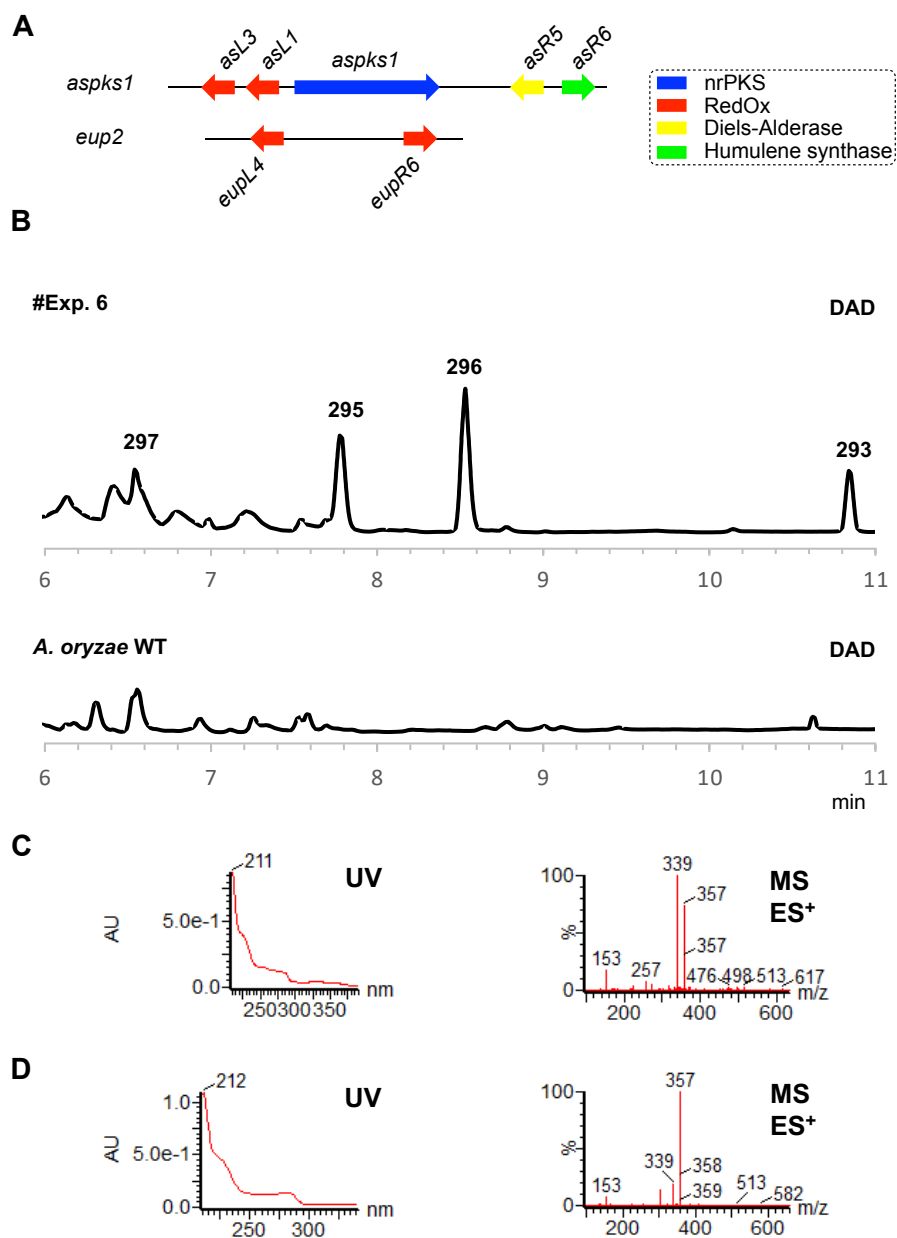 A
asL3 asL1 aspks1 asR5 asR6
aspks1
eup2
eupL4 eupR6
nrPKS
RedOx
Diels-Alderase
Humulene synthase
B
#Exp. 6 DAD
297 295 296 293
6 7 8 9 10 11
A. oryzae WT DAD
6 7 8 9 10 11
min
C
211 UV
AU
5.0e-1
0.0
250 300 350 nm
MS
ES+
100
%
0
339
357
357
153 257 476 498 513 617
200 400 600 m/z
D
212 UV
AU
1.0
5.0e-1
0.0
250 300 nm
MS
ES+
100
%
0
357
339 358
153 359 513 582
200 400 600 m/z